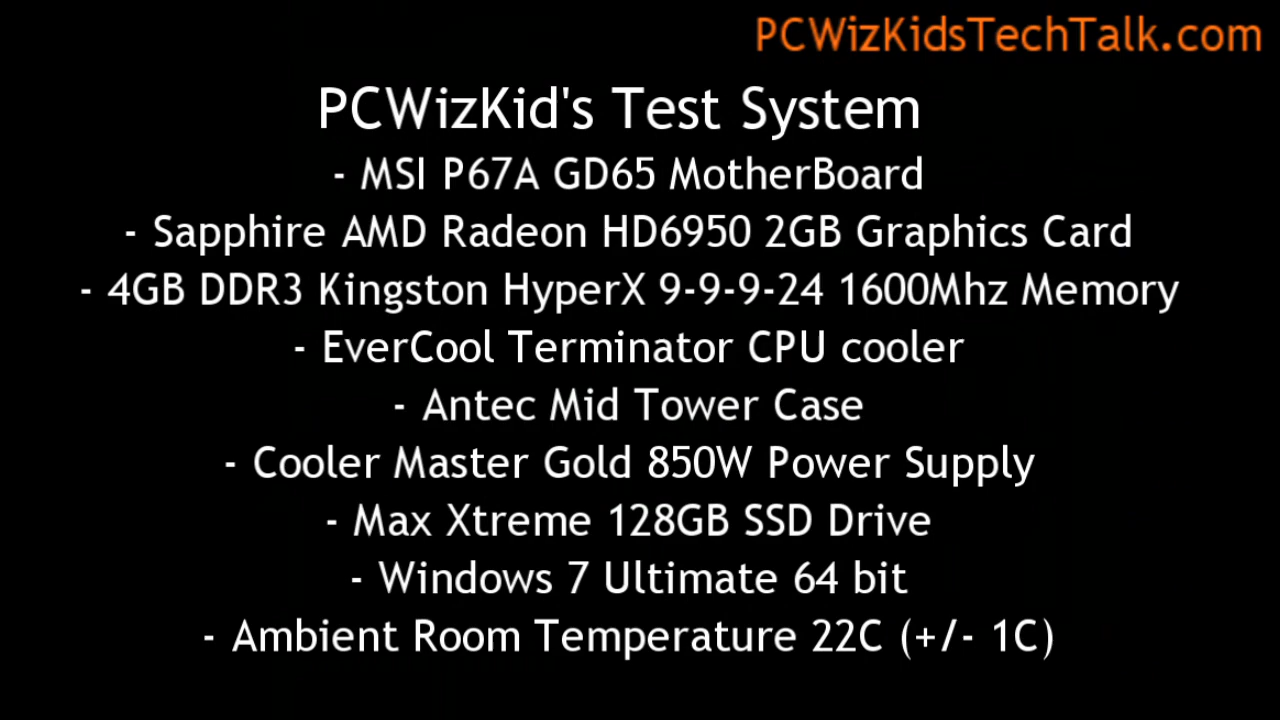 PCWizKidsTechTalk.com
PCWizKid's Test System
- MSI P67A GD65 MotherBoard
- Sapphire AMD Radeon HD6950 2GB Graphics Card
- 4GB DDR3 Kingston HyperX 9-9-9-24 1600Mhz Memory
- EverCool Terminator CPU cooler
- Antec Mid Tower Case
- Cooler Master Gold 850W Power Supply
- Max Xtreme 128GB SSD Drive
- Windows 7 Ultimate 64 bit
- Ambient Room Temperature 22C (+/- 1C)